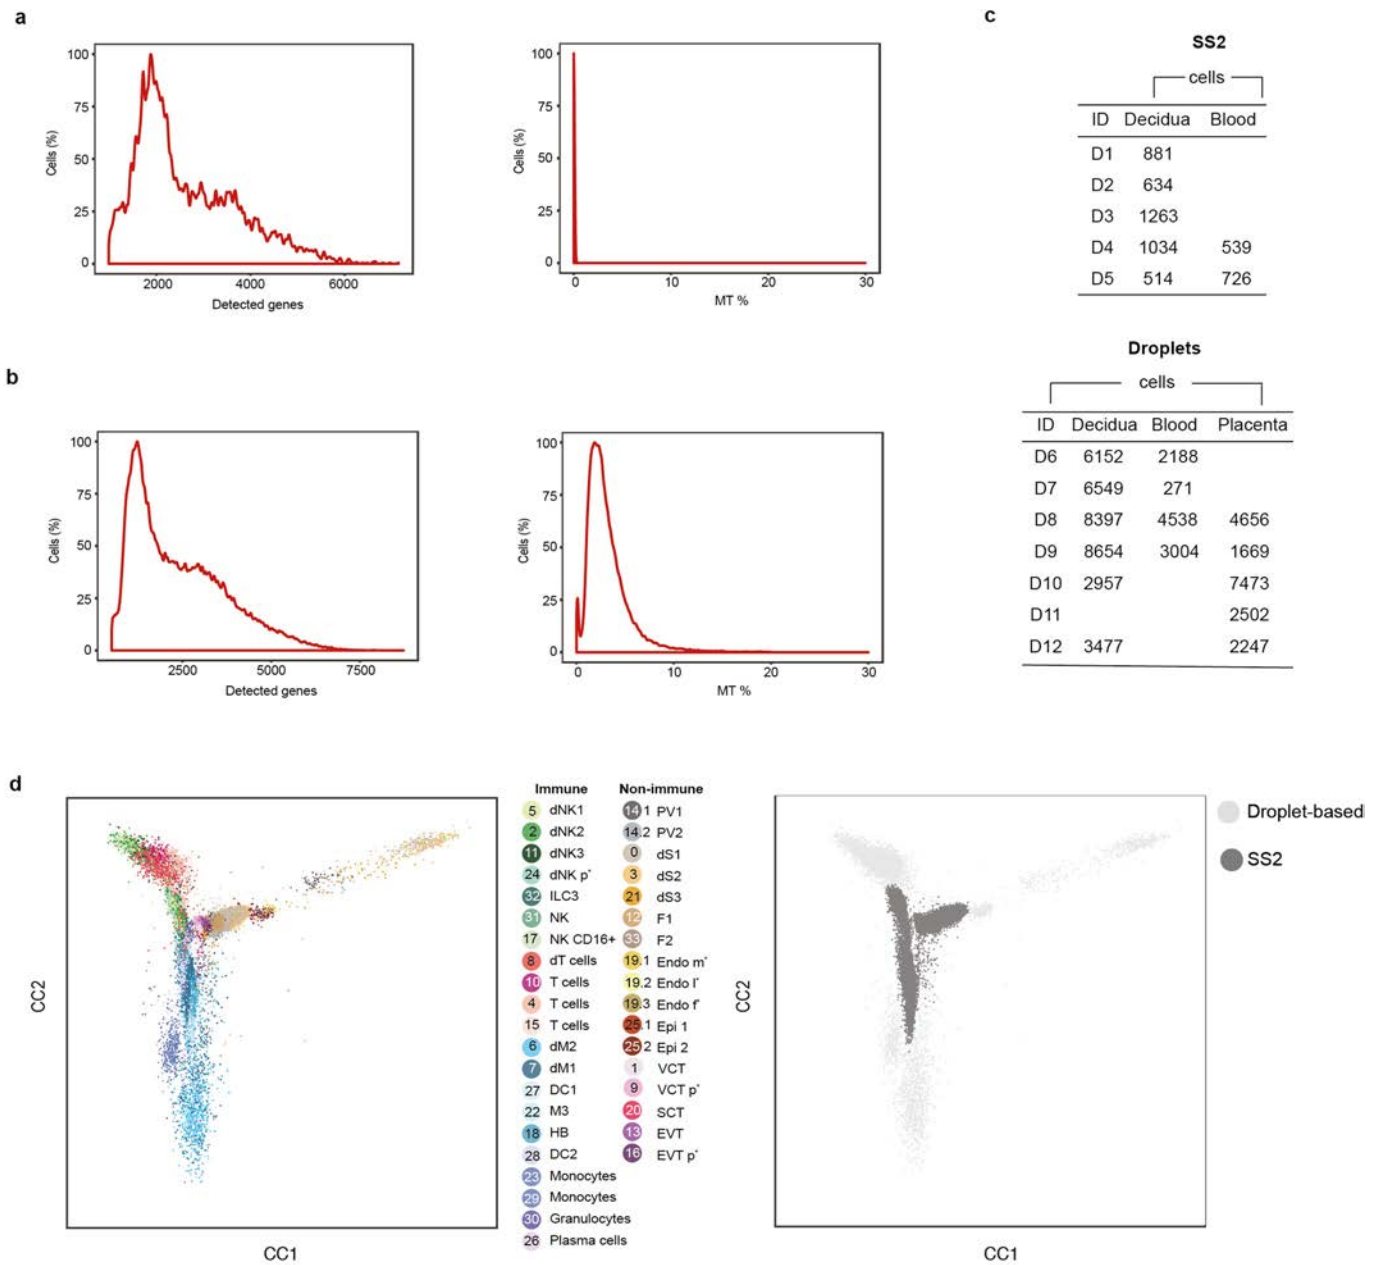 a
100
75
50
25
0
Cells (%)
2000 4000 6000
Detected genes
100
75
50
25
0
Cells (%)
0 10 20 30
MT %
c
SS2
cells
ID Decidua Blood
D1 881
D2 634
D3 1263
D4 1034 539
D5 514 726
Droplets
cells
ID Decidua Blood Placenta
D6 6152 2188
D7 6549 271
D8 8397 4538 4656
D9 8654 3004 1669
D10 2957 7473
D11 2502
D12 3477 2247
b
100
75
50
25
0
Cells (%)
2500 5000 7500
Detected genes
100
75
50
25
0
Cells (%)
0 10 20 30
MT %
d
CC2
CC1
Immune
5 dNK1
2 dNK2
11 dNK3
24 dNK p*
32 ILC3
31 NK
17 NK CD16+
8 dT cells
10 T cells
4 T cells
15 T cells
6 dM2
7 dM1
27 DC1
22 M3
18 HB
28 DC2
23 Monocytes
29 Monocytes
30 Granulocytes
26 Plasma cells
Non-immune
14.1 PV1
14.2 PV2
0 dS1
3 dS2
21 dS3
12 F1
33 F2
19.1 Endo m*
19.2 Endo l*
19.3 Endo f*
25.1 Epi 1
25.2 Epi 2
1 VCT
9 VCT p*
20 SCT
13 EVT
16 EVT p*
CC2
CC1
Droplet-based
SS2